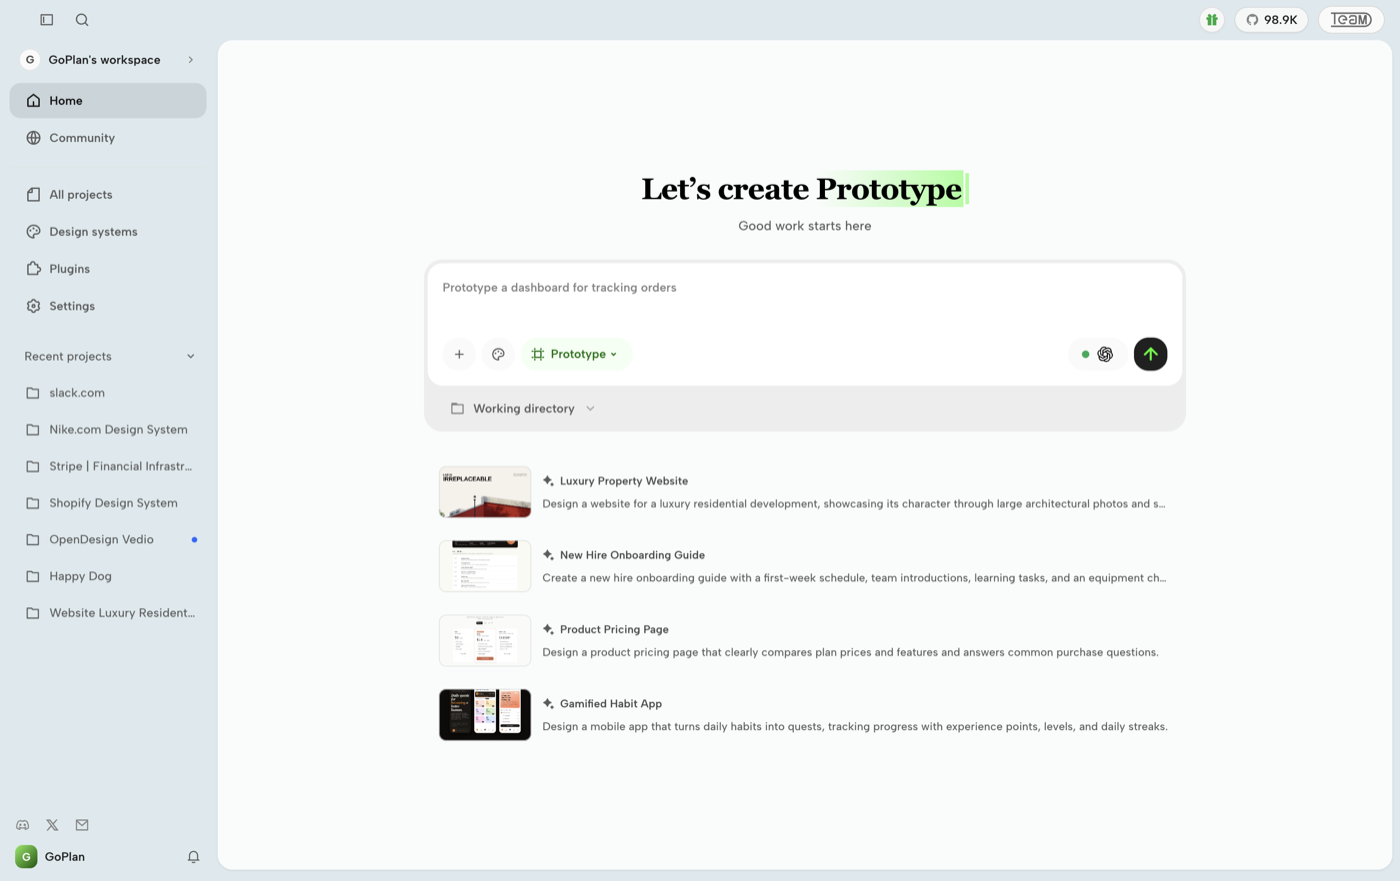 98.9K
TEAM
G
GoPlan's workspace
Home
Community
All projects
Design systems
Plugins
Settings
Recent projects
slack.com
Nike.com Design System
Stripe | Financial Infrastr...
Shopify Design System
OpenDesign Vedio
Happy Dog
Website Luxury Resident...
G
GoPlan
Let's create Prototype
Good work starts here
Prototype a dashboard for tracking orders
Prototype
Working directory
IRREPLACEABLE
Luxury Property Website
Design a website for a luxury residential development, showcasing its character through large architectural photos and s...
New Hire Onboarding Guide
Create a new hire onboarding guide with a first-week schedule, team introductions, learning tasks, and an equipment ch...
Product Pricing Page
Design a product pricing page that clearly compares plan prices and features and answers common purchase questions.
Gamified Habit App
Design a mobile app that turns daily habits into quests, tracking progress with experience points, levels, and daily streaks.